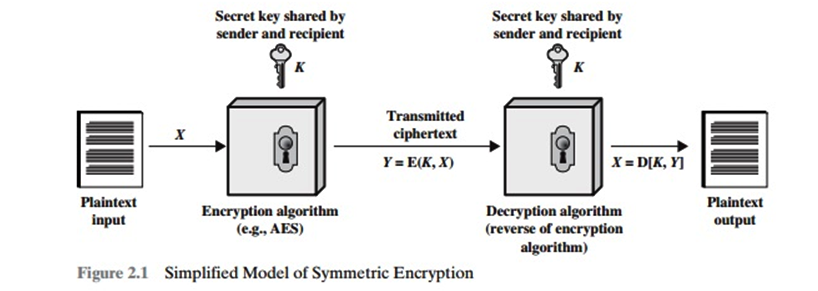 Secret key shared by
sender and recipient
K
Secret key shared by
sender and recipient
K
X
Transmitted
ciphertext
Y = E(K, X)
X = D[K, Y]
Plaintext
input
Encryption algorithm
(e.g., AES)
Decryption algorithm
(reverse of encryption
algorithm)
Plaintext
output
Figure 2.1 Simplified Model of Symmetric Encryption